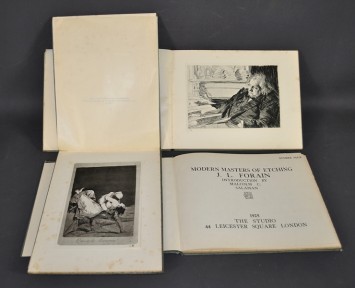 MODERN MASTERS OF ETCHING
J. L. FORAIN
INTRODUCTION BY
MALCOLM C.
SALAMAN
1925
THE STUDIO
44 LEICESTER SQUARE LONDON